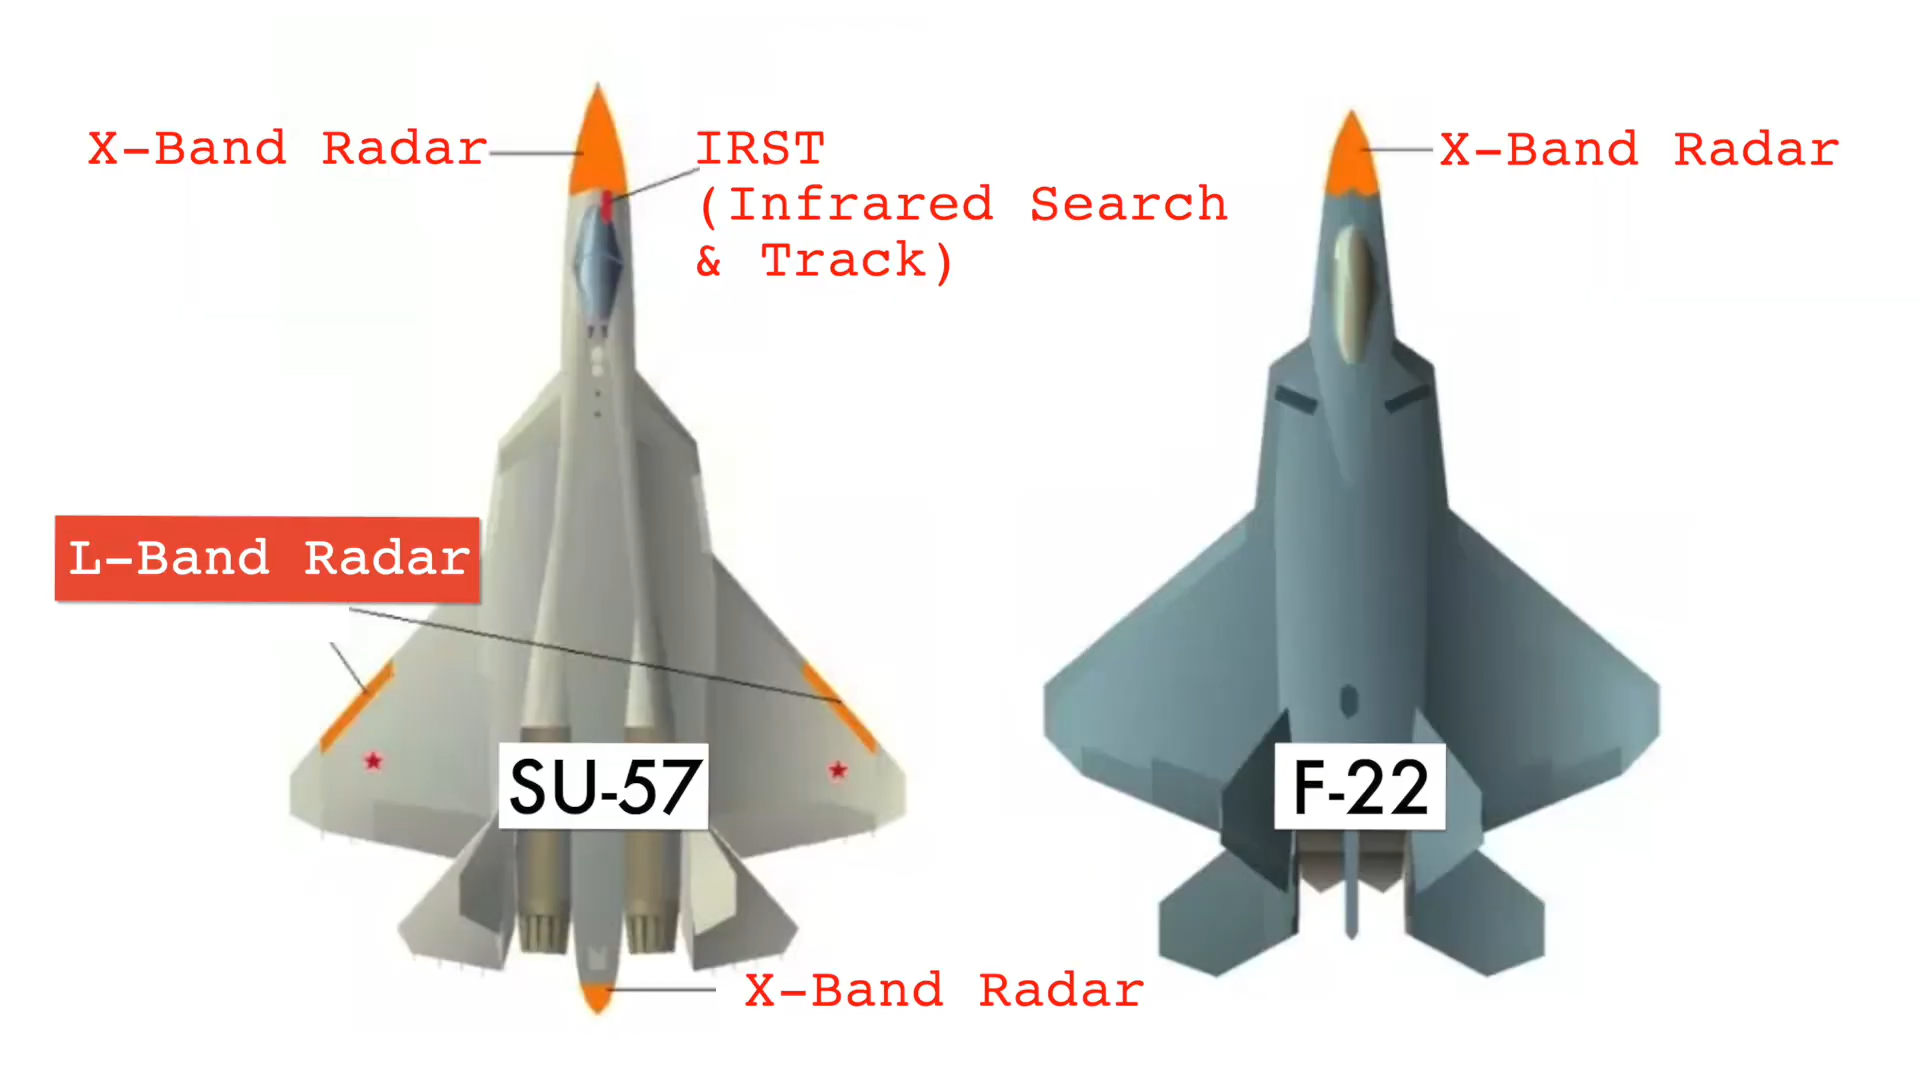 X-Band Radar
IRST
(Infrared Search
& Track)
X-Band Radar
L-Band Radar
SU-57
F-22
X-Band Radar